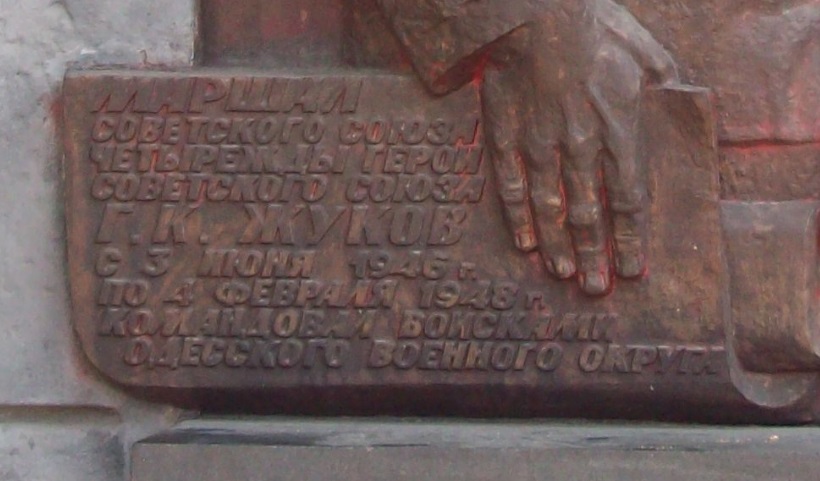 МАРШАЛ
СОВЕТСКОГО СОЮЗА
ЧЕТЫРЕЖДЫ ГЕРОЙ
СОВЕТСКОГО СОЮЗА
Г. К. ЖУКОВ
С 3 ИЮНЯ 1946 г.
ПО 4 ФЕВРАЛЯ 1948 г.
КОМАНДОВАЛ ВОЙСКАМИ
ОДЕССКОГО ВОЕННОГО ОКРУГА